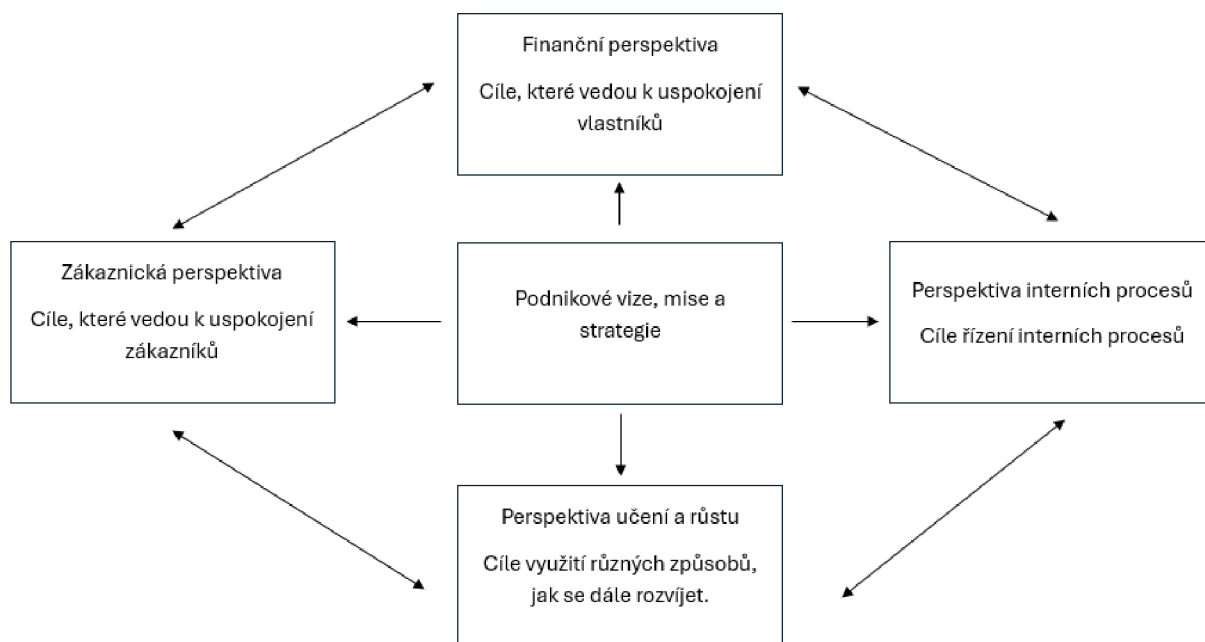 Finanční perspektiva
Cíle, které vedou k uspokojení
vlastníků
Zákaznická perspektiva
Cíle, které vedou k uspokojení
zákazníků
Podnikové vize, mise a
strategie
Perspektiva interních procesů
Cíle řízení interních procesů
Perspektiva učení a růstu
Cíle využití různých způsobů,
jak se dále rozvíjet.